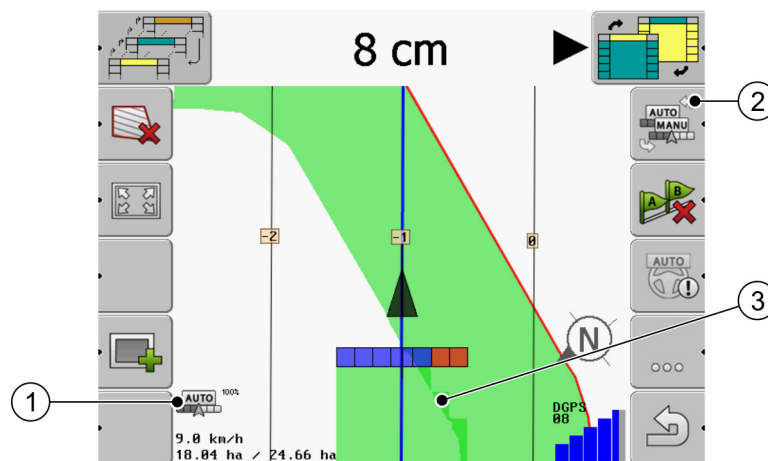 8 cm
AUTO
MANU
2
A B
-2
-1
0
AUTO
3
N
1
AUTO
100%
DGPS
08
9.0 km/h
18.04 ha / 24.66 ha